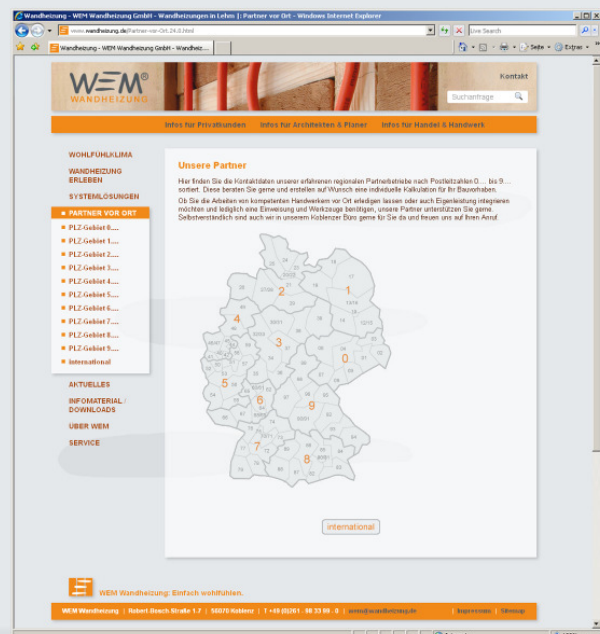 Wandheizung - WEM Wandheizung GmbH - Wandheizungen in Lehm |: Partner vor Ort - Windows Internet Explorer
www.wandheizung.de/Partner-vor-Ort.24.0.html
Live Search
Wandheizung - WEM Wandheizung GmbH - Wandheiz...
Seite
Extras
WEM®
WANDHEIZUNG
Kontakt
Suchanfrage
Infos für Privatkunden Infos für Architekten & Planer Infos für Handel & Handwerk
WOHLFÜHLKLIMA
WANDHEIZUNG
ERLEBEN
SYSTEMLÖSUNGEN
PARTNER VOR ORT
PLZ-Gebiet 0....
PLZ-Gebiet 1....
PLZ-Gebiet 2....
PLZ-Gebiet 3....
PLZ-Gebiet 4....
PLZ-Gebiet 5....
PLZ-Gebiet 6....
PLZ-Gebiet 7....
PLZ-Gebiet 8....
PLZ-Gebiet 9....
international
AKTUELLES
INFOMATERIAL /
DOWNLOADS
ÜBER WEM
SERVICE
Unsere Partner
Hier finden Sie die Kontaktdaten unserer erfahrenen regionalen Partnerbetriebe nach Postleitzahlen 0.... bis 9....
sortiert. Diese beraten Sie gerne und erstellen auf Wunsch eine individuelle Kalkulation für Ihr Bauvorhaben.
Ob Sie die Arbeiten von kompetenten Handwerkern vor Ort erledigen lassen oder auch Eigenleistung integrieren
möchten und lediglich eine Einweisung und Werkzeuge benötigen, unsere Partner unterstützen Sie gerne.
Selbstverständlich sind auch wir in unserem Koblenzer Büro gerne für Sie da und freuen uns auf Ihren Anruf.
2
1
4
3
0
5
6
9
7
8
international
WEM Wandheizung: Einfach wohlfühlen.
WEM Wandheizung | Robert-Bosch Straße 1-7 | 56070 Koblenz | T +49 (0)261 - 98 33 99 - 0 | wem@wandheizung.de | Impressum | Sitemap